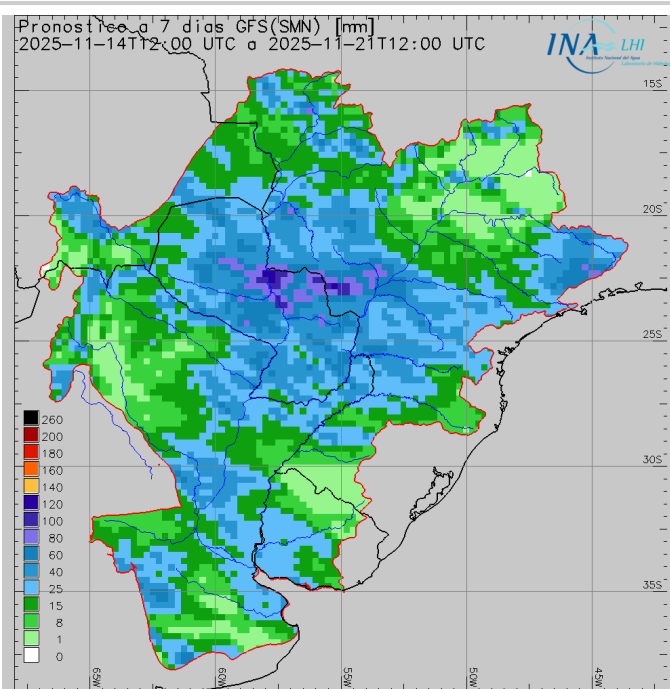 Pronostico a 7 dias GFS(SMN) [mm]
2025-11-14T12:00 UTC a 2025-11-21T12:00 UTC
INA LHI
Instituto Nacional del Agua
15S
20S
25S
30S
35S
260
200
180
160
140
120
100
80
60
40
25
15
8
1
0
65W
60W
55W
50W
45W